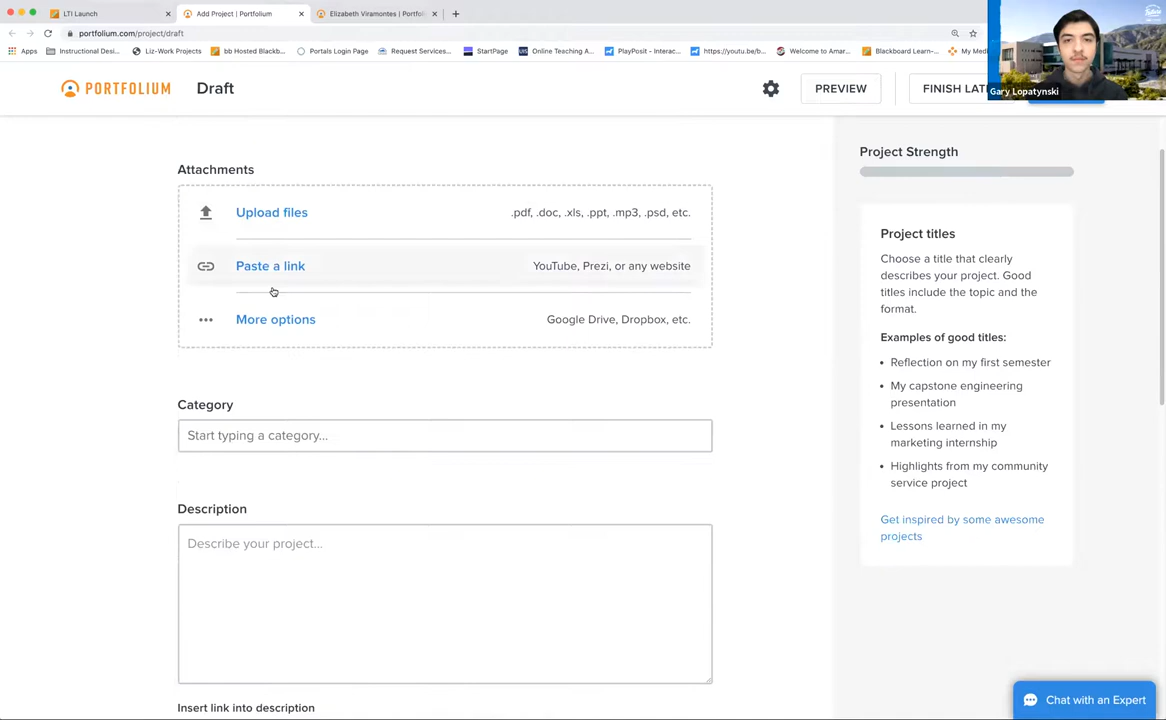 LTI Launch
Add Project | Portfolium
Elizabeth Viramontes | Portfoli
portfolium.com/project/draft
Apps
Instructional Desi...
Liz-Work Projects
bb Hosted Blackb...
Portals Login Page
Request Services...
StartPage
Online Teaching A...
PlayPosit - Interac...
https://youtu.be/b...
Welcome to Amar...
Blackboard Learn-...
My Medi
Gary Lopatynski
PORTFOLIUM
Draft
PREVIEW
FINISH LATE
Attachments
Upload files
.pdf, .doc, .xls, .ppt, .mp3, .psd, etc.
Paste a link
YouTube, Prezi, or any website
More options
Google Drive, Dropbox, etc.
Category
Start typing a category...
Description
Describe your project...
Insert link into description
Project Strength
Project titles
Choose a title that clearly
describes your project. Good
titles include the topic and the
format.
Examples of good titles:
• Reflection on my first semester
• My capstone engineering
presentation
• Lessons learned in my
marketing internship
• Highlights from my community
service project
Get inspired by some awesome
projects
Chat with an Expert